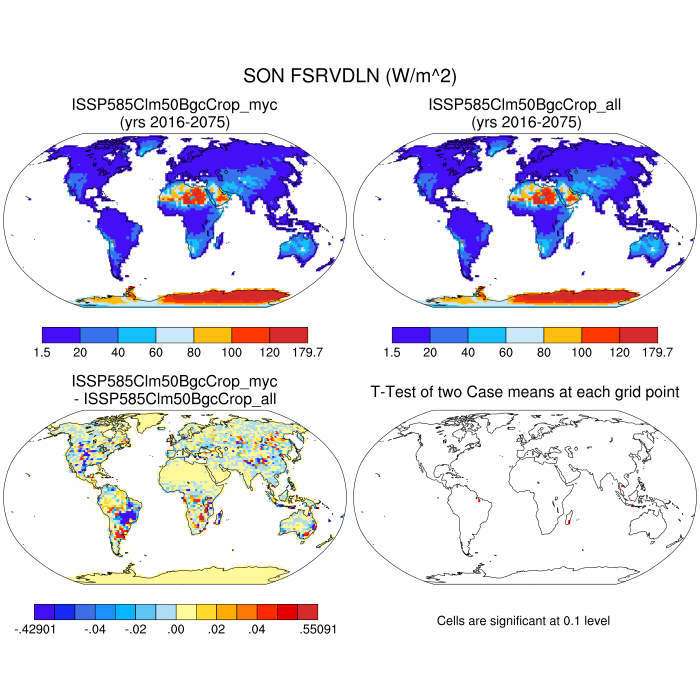 SON FSRVDLN (W/m^2)
ISSP585Clm50BgcCrop_myc
(yrs 2016-2075)
ISSP585Clm50BgcCrop_all
(yrs 2016-2075)
1.5 20 40 60 80 100 120 179.7
1.5 20 40 60 80 100 120 179.7
ISSP585Clm50BgcCrop_myc
- ISSP585Clm50BgcCrop_all
T-Test of two Case means at each grid point
-.42901 -.04 -.02 .00 .02 .04 .55091
Cells are significant at 0.1 level